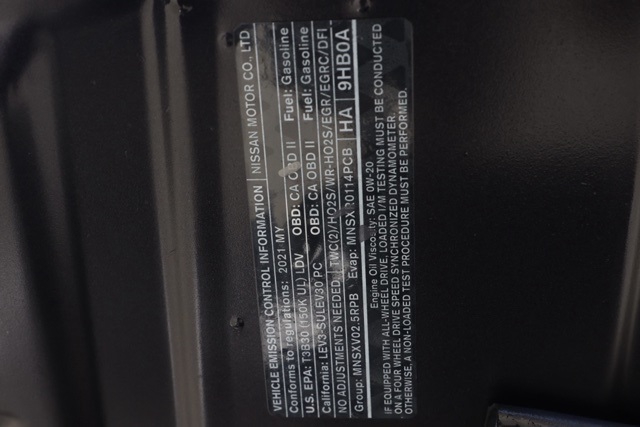 VEHICLE EMISSION CONTROL INFORMATION NISSAN MOTOR CO., LTD
Conforms to regulations: 2021 MY
U.S. EPA: T3B30 (150K UL) LDV OBD: CA OBD II Fuel: Gasoline
California: LEV3-SULEV30 PC OBD: CA OBD II Fuel: Gasoline
NO ADJUSTMENTS NEEDED TWC(2)/HO2S/WR-HO2S/EGR/EGRC/DFI
Group: MNSXV02.5RPB Evap: MNSX 0114PCB HA 9HB0A
Engine Oil Viscosity: SAE 0W-20
IF EQUIPPED WITH ALL-WHEEL DRIVE, LOADED I/M TESTING MUST BE CONDUCTED
ON A FOUR WHEEL DRIVE SPEED SYNCHRONIZED DYNAMOMETER.
OTHERWISE, A NON-LOADED TEST PROCEDURE MUST BE PERFORMED.